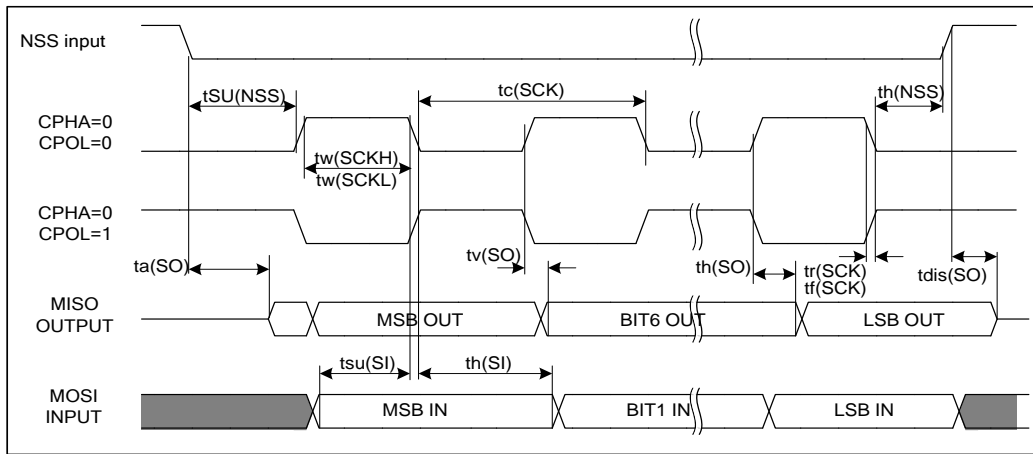 NSS input
tSU(NSS)
tc(SCK)
th(NSS)
CPHA=0
CPOL=0
tw(SCKH)
tw(SCKL)
CPHA=0
CPOL=1
ta(SO)
tv(SO)
th(SO)
tr(SCK)
tf(SCK)
tdis(SO)
MISO
OUTPUT
MSB OUT
BIT6 OUT
LSB OUT
tsu(SI)
th(SI)
MOSI
INPUT
MSB IN
BIT1 IN
LSB IN